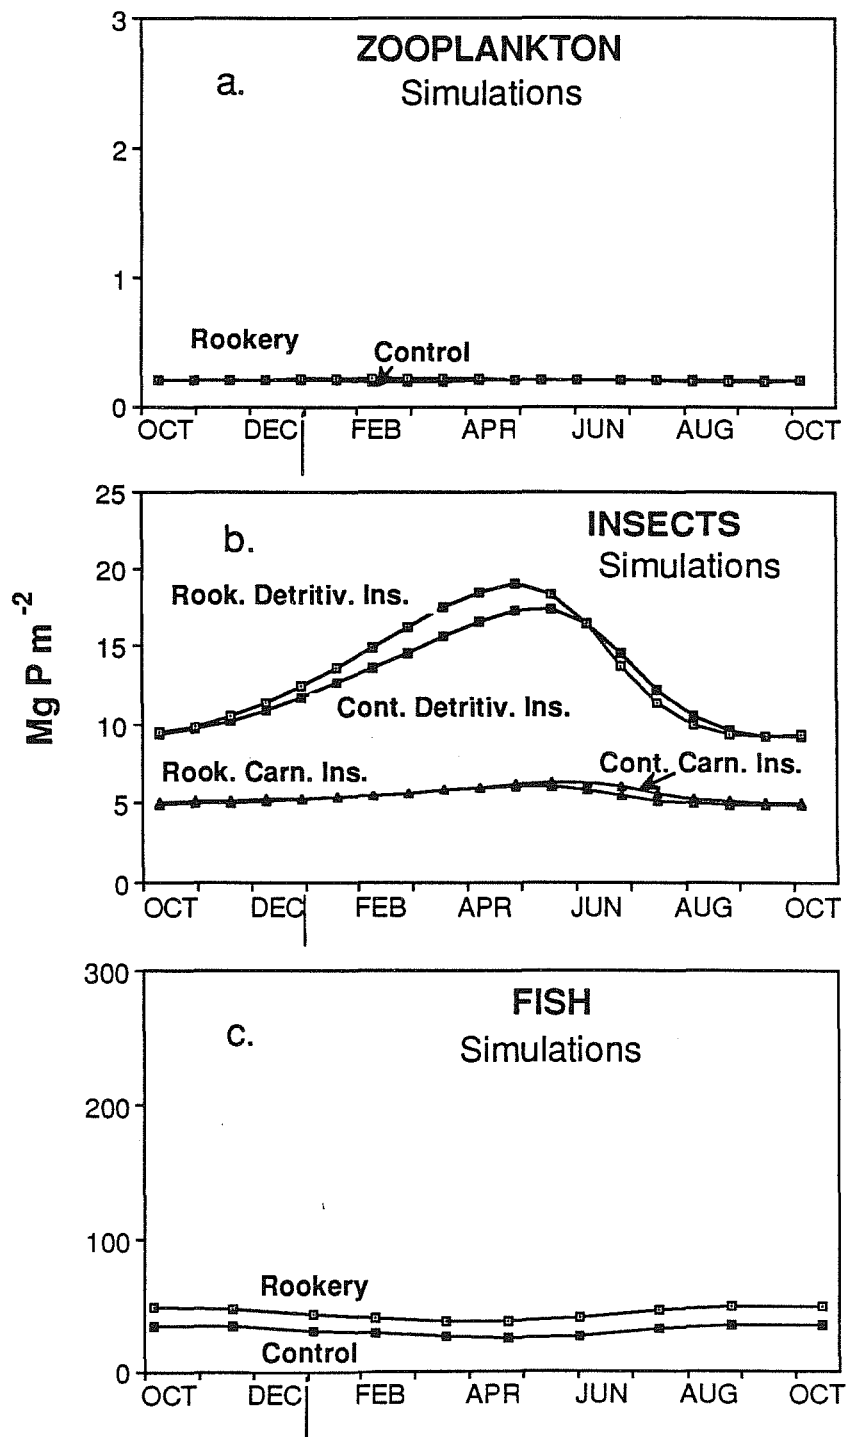 3
ZOOPLANKTON
a.
Simulations
2
1
Rookery
Control
0
OCT DEC FEB APR JUN AUG OCT
25
INSECTS
b.
Simulations
20
Rook. Detritiv. Ins.
15
Cont. Detritiv. Ins.
10
Rook. Carn. Ins.
Cont. Carn. Ins.
5
0
OCT DEC FEB APR JUN AUG OCT
Mg P m⁻²
300
FISH
c.
Simulations
200
100
Rookery
Control
0
OCT DEC FEB APR JUN AUG OCT